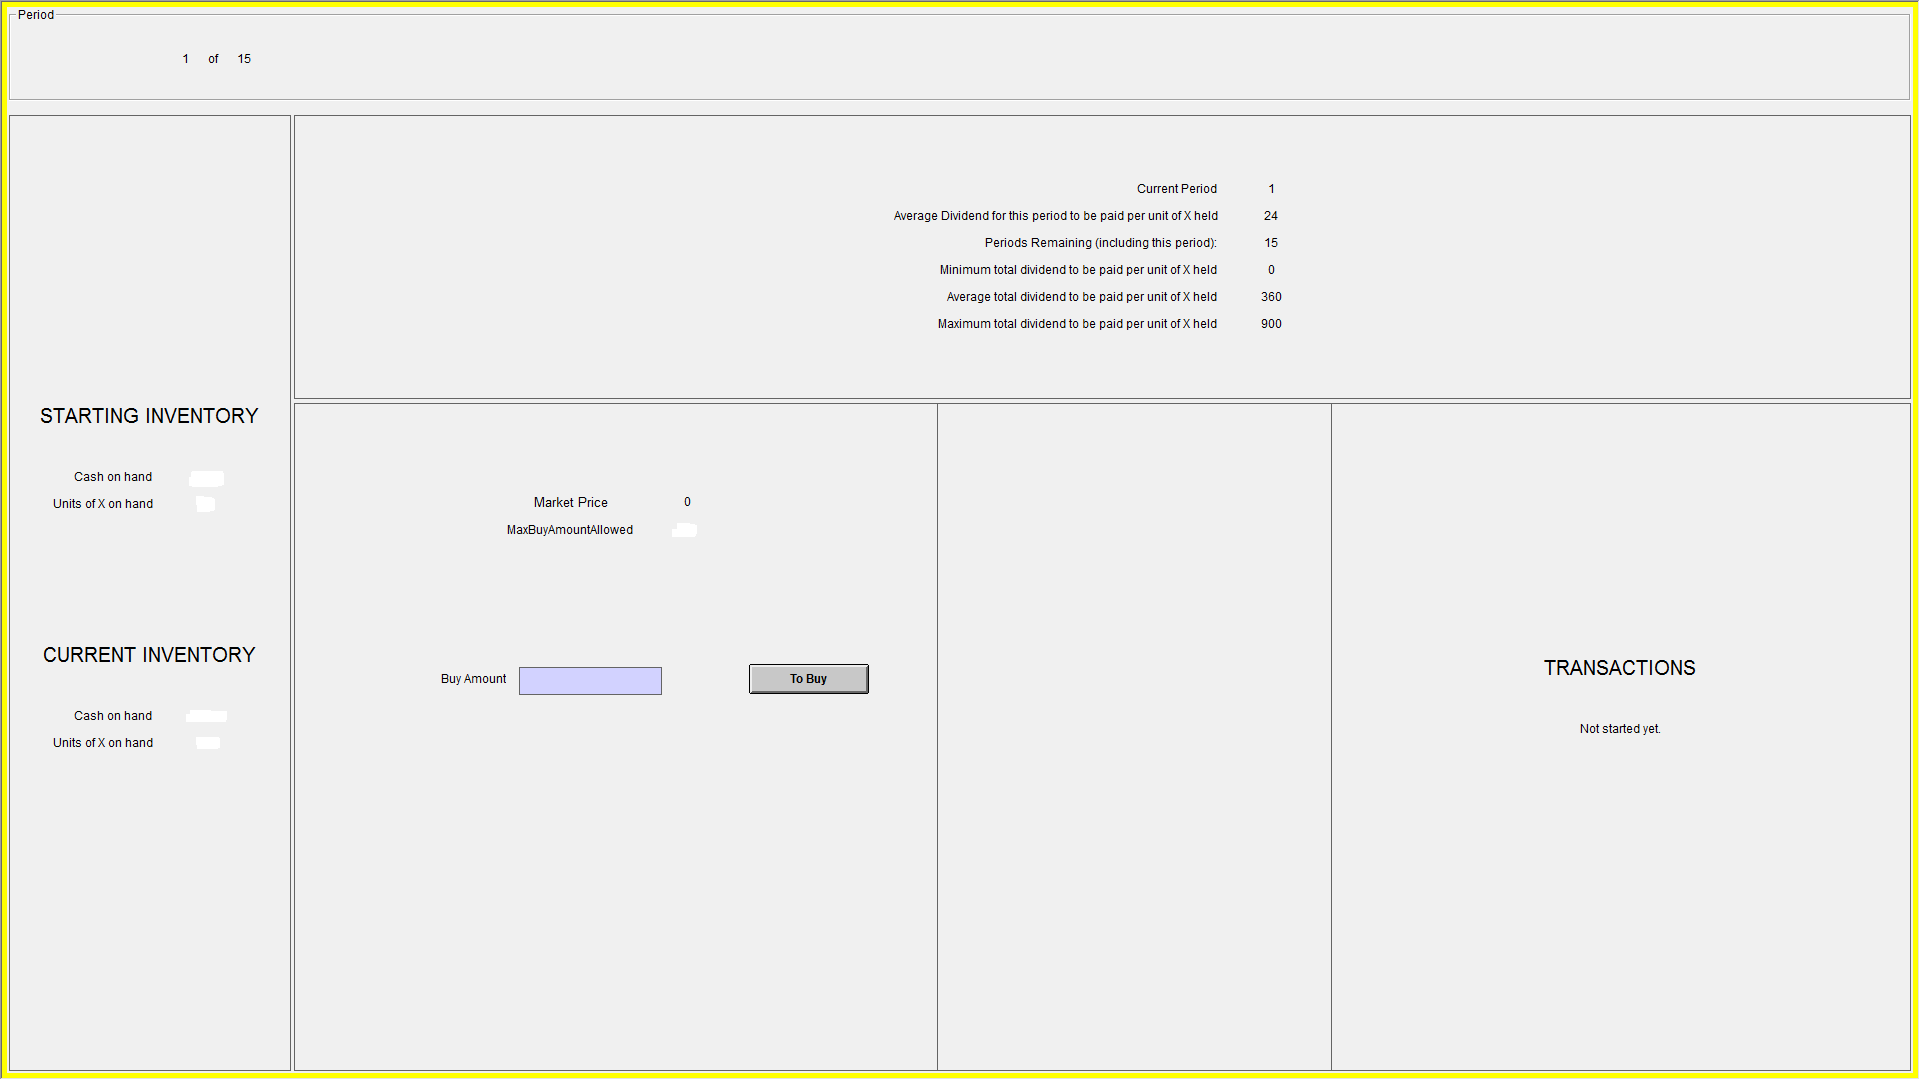 Period
1 of 15
Current Period 1
Average Dividend for this period to be paid per unit of X held 24
Periods Remaining (including this period): 15
Minimum total dividend to be paid per unit of X held 0
Average total dividend to be paid per unit of X held 360
Maximum total dividend to be paid per unit of X held 900
STARTING INVENTORY
Cash on hand
Units of X on hand
CURRENT INVENTORY
Cash on hand
Units of X on hand
Market Price 0
MaxBuyAmountAllowed
Buy Amount
To Buy
TRANSACTIONS
Not started yet.